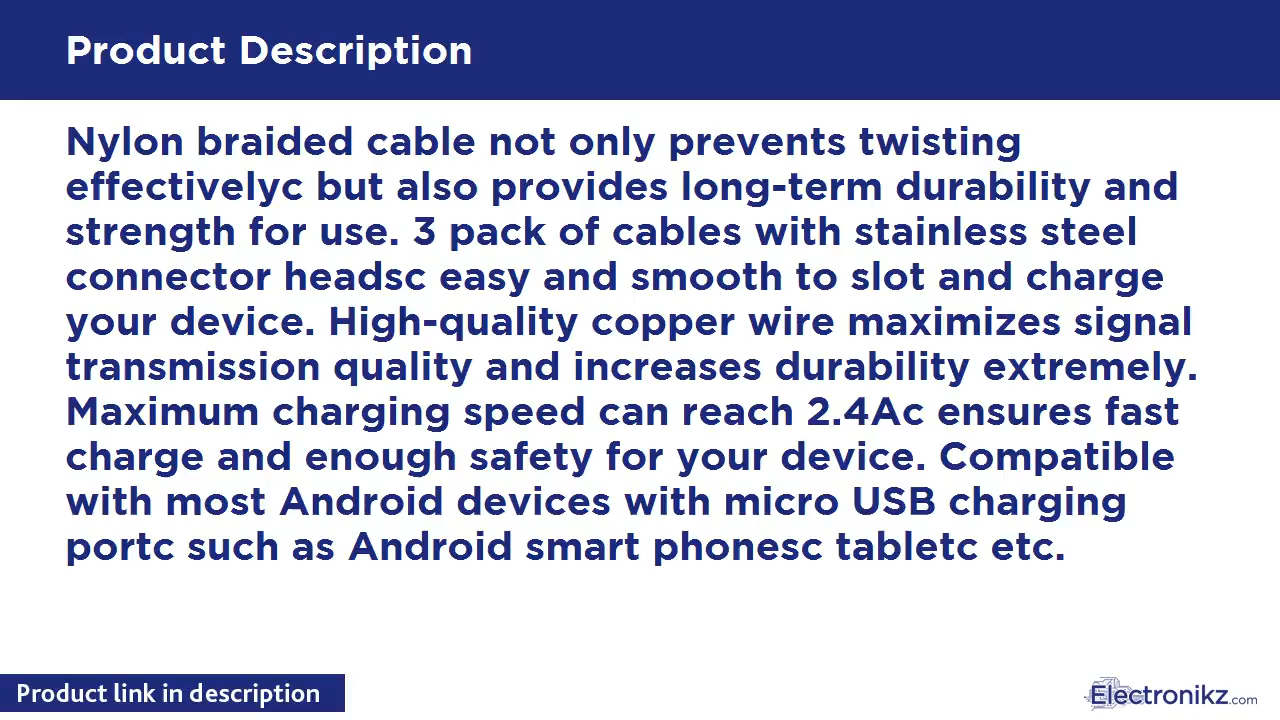 Product Description
Nylon braided cable not only prevents twisting
effectivelyc but also provides long-term durability and
strength for use. 3 pack of cables with stainless steel
connector headsc easy and smooth to slot and charge
your device. High-quality copper wire maximizes signal
transmission quality and increases durability extremely.
Maximum charging speed can reach 2.4Ac ensures fast
charge and enough safety for your device. Compatible
with most Android devices with micro USB charging
portc such as Android smart phonesc tabletc etc.
Product link in description
Electronikz.com